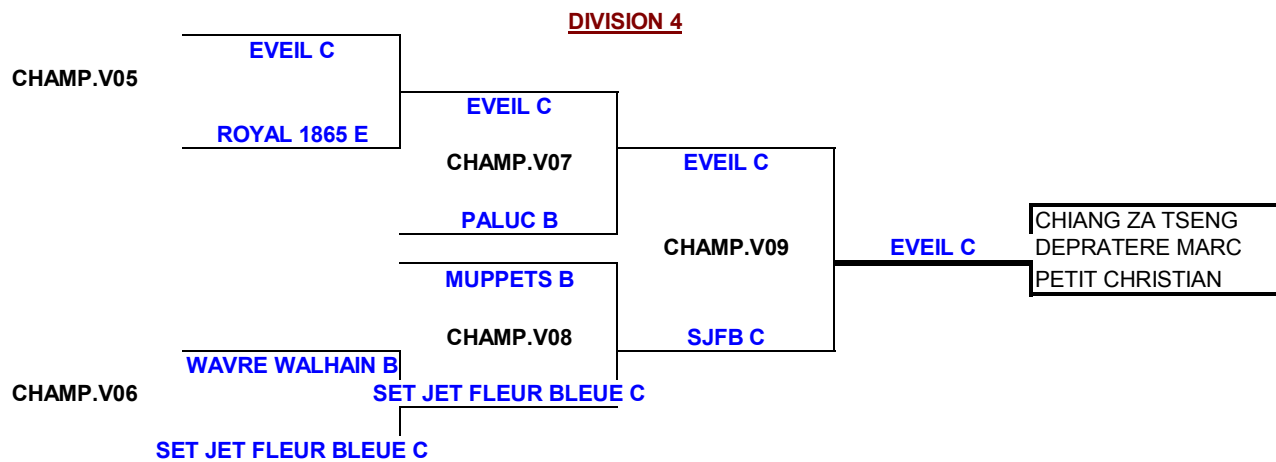 DIVISION 4
EVEIL C
CHAMP.V05
EVEIL C
ROYAL 1865 E
CHAMP.V07
EVEIL C
PALUC B
CHIANG ZA TSENG
CHAMP.V09
EVEIL C
DEPRATERE MARC
MUPPETS B
PETIT CHRISTIAN
CHAMP.V08
SJFB C
WAVRE WALHAIN B
CHAMP.V06
SET JET FLEUR BLEUE C
SET JET FLEUR BLEUE C